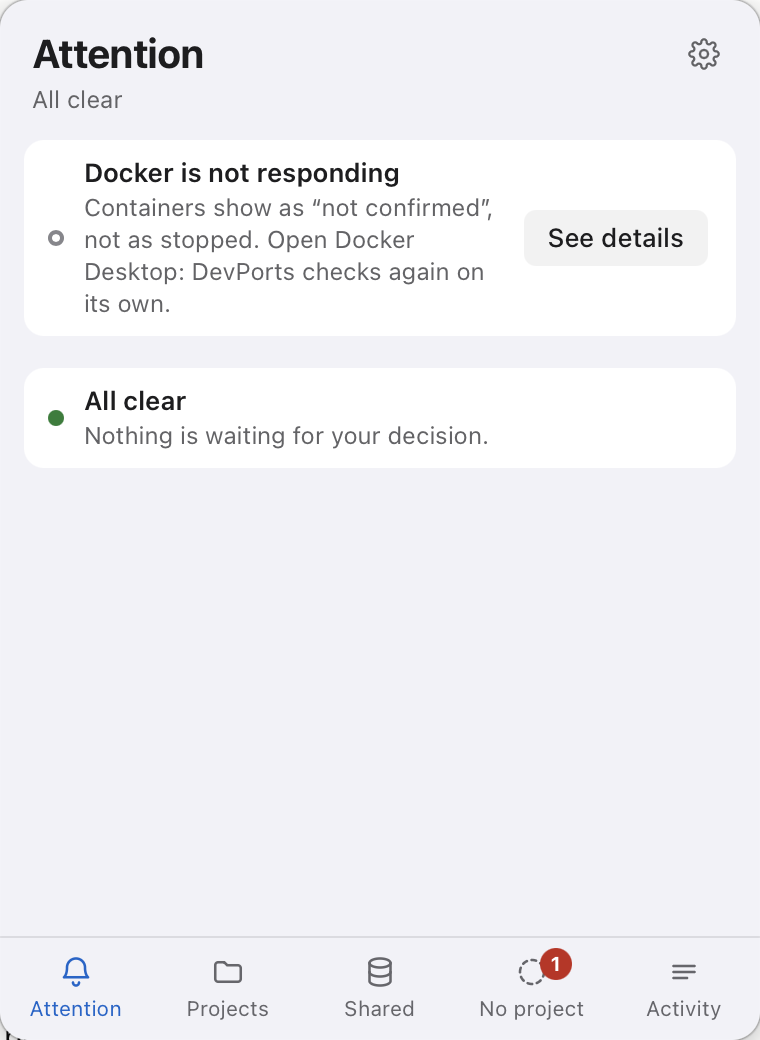 Attention
All clear
Docker is not responding
Containers show as “not confirmed”,
not as stopped. Open Docker
Desktop: DevPorts checks again on
its own.
See details
All clear
Nothing is waiting for your decision.
1
Attention
Projects
Shared
No project
Activity